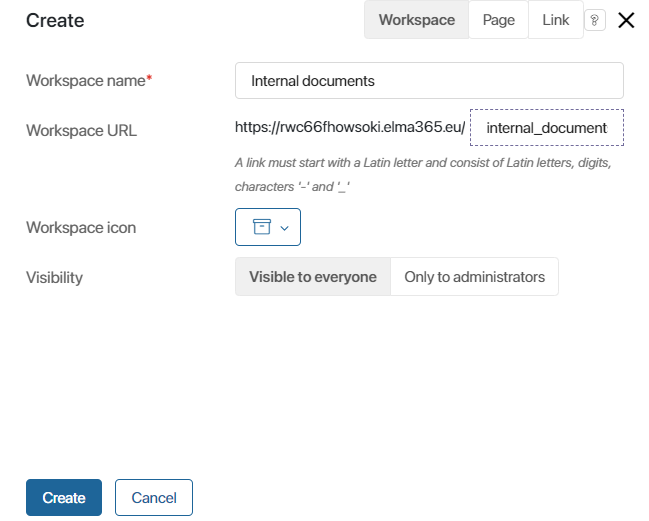 Create
Workspace Page Link ?
Workspace name*
Internal documents
Workspace URL
https://rwc66fhowsoki.elma365.eu/ internal_document
A link must start with a Latin letter and consist of Latin letters, digits,
characters '-' and '_'
Workspace icon
Visibility
Visible to everyone Only to administrators
Create Cancel